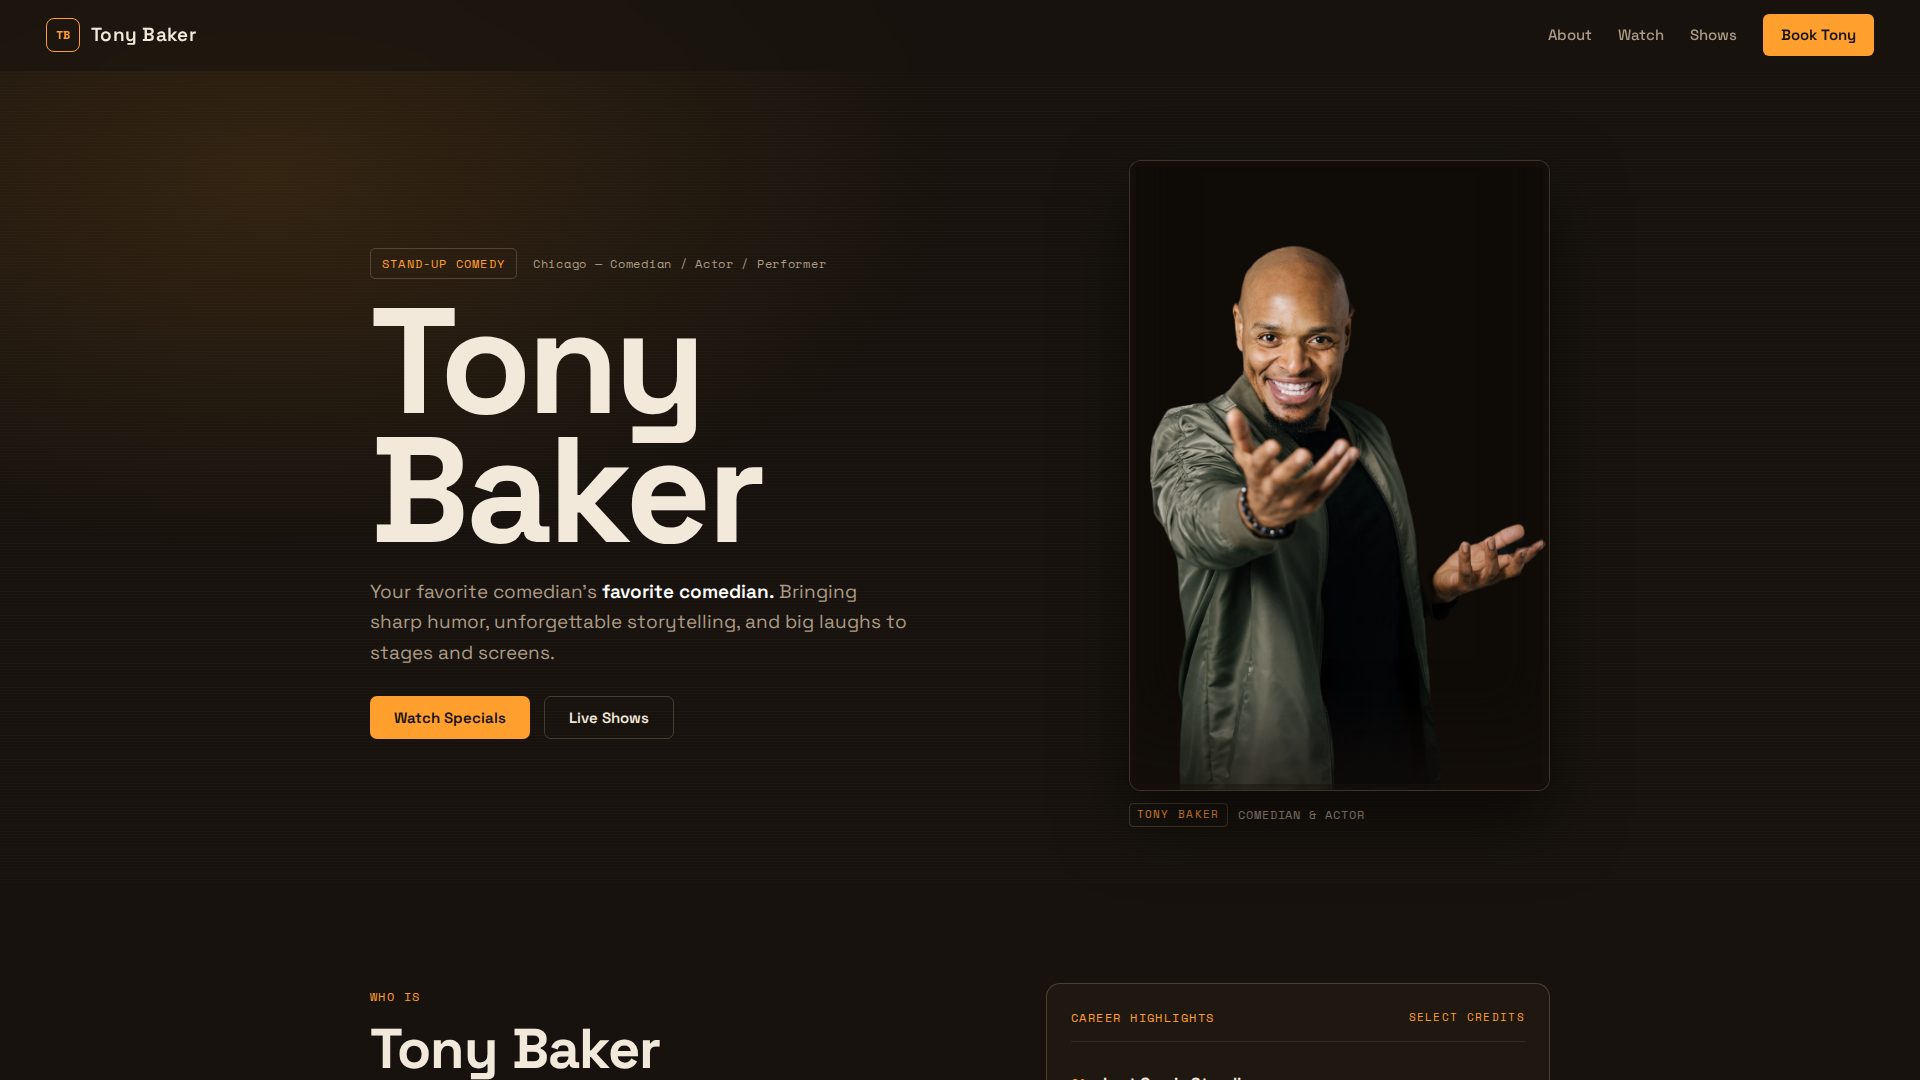 TB
Tony Baker
About
Watch
Shows
Book Tony
STAND-UP COMEDY
Chicago — Comedian / Actor / Performer
Tony
Baker
Your favorite comedian’s favorite comedian. Bringing
sharp humor, unforgettable storytelling, and big laughs to
stages and screens.
Watch Specials
Live Shows
TONY BAKER
COMEDIAN & ACTOR
WHO IS
Tony Baker
CAREER HIGHLIGHTS
SELECT CREDITS